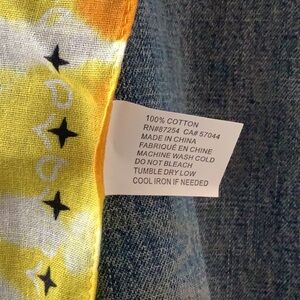 100% COTTON
RN#87254 CA# 57044
MADE IN CHINA
FABRIQUÉ EN CHINE
MACHINE WASH COLD
DO NOT BLEACH
TUMBLE DRY LOW
COOL IRON IF NEEDED